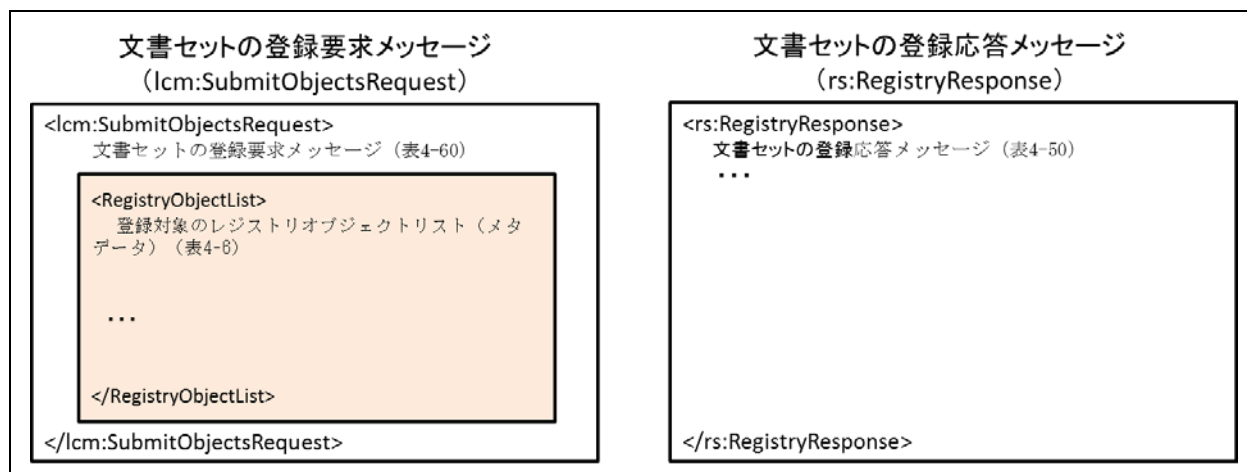 文書セットの登録要求メッセージ
（lcm:SubmitObjectsRequest）
<lcm:SubmitObjectsRequest>
文書セットの登録要求メッセージ（表4-60）
<RegistryObjectList>
登録対象のレジストリオブジェクトリスト（メタ
データ）（表4-6）
・・・
</RegistryObjectList>
</lcm:SubmitObjectsRequest>
文書セットの登録応答メッセージ
（rs:RegistryResponse）
<rs:RegistryResponse>
文書セットの登録応答メッセージ（表4-50）
・・・
</rs:RegistryResponse>